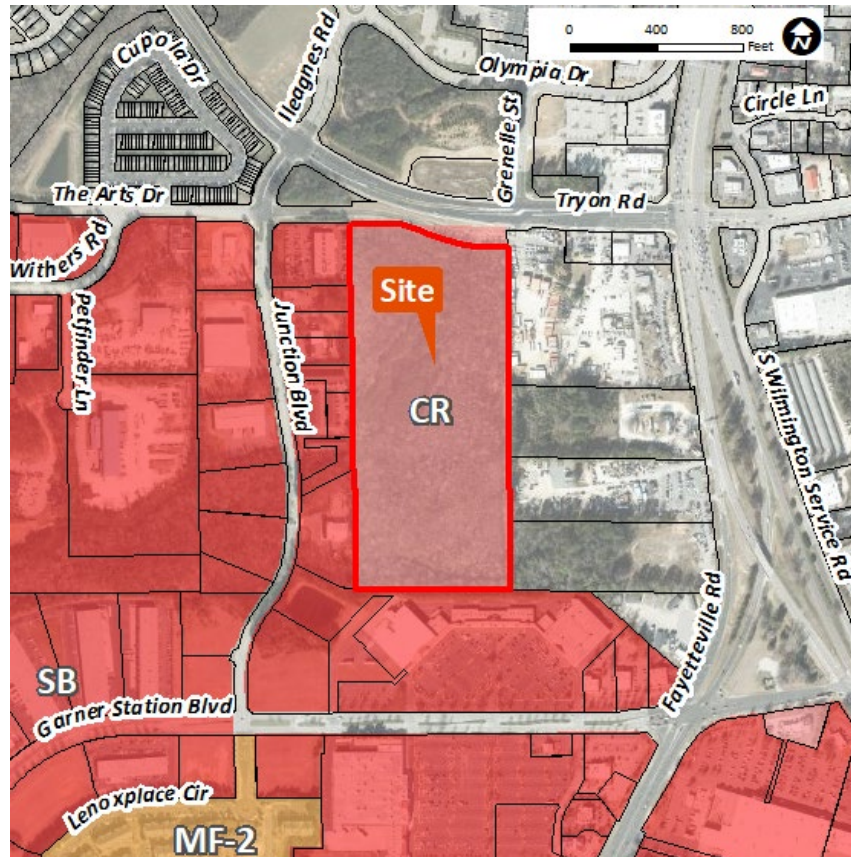 0 400 800
Feet
N
Cupola Dr
Ileagnes Rd
Olympia Dr
Circle Ln
Grenelle St
The Arts Dr
Tryon Rd
Withers Rd
Petfinder Ln
Junction Blvd
Site
CR
S Wilmington Service Rd
Fayetteville Rd
SB
Garner Station Blvd
Lenoxplace Cir
MF-2